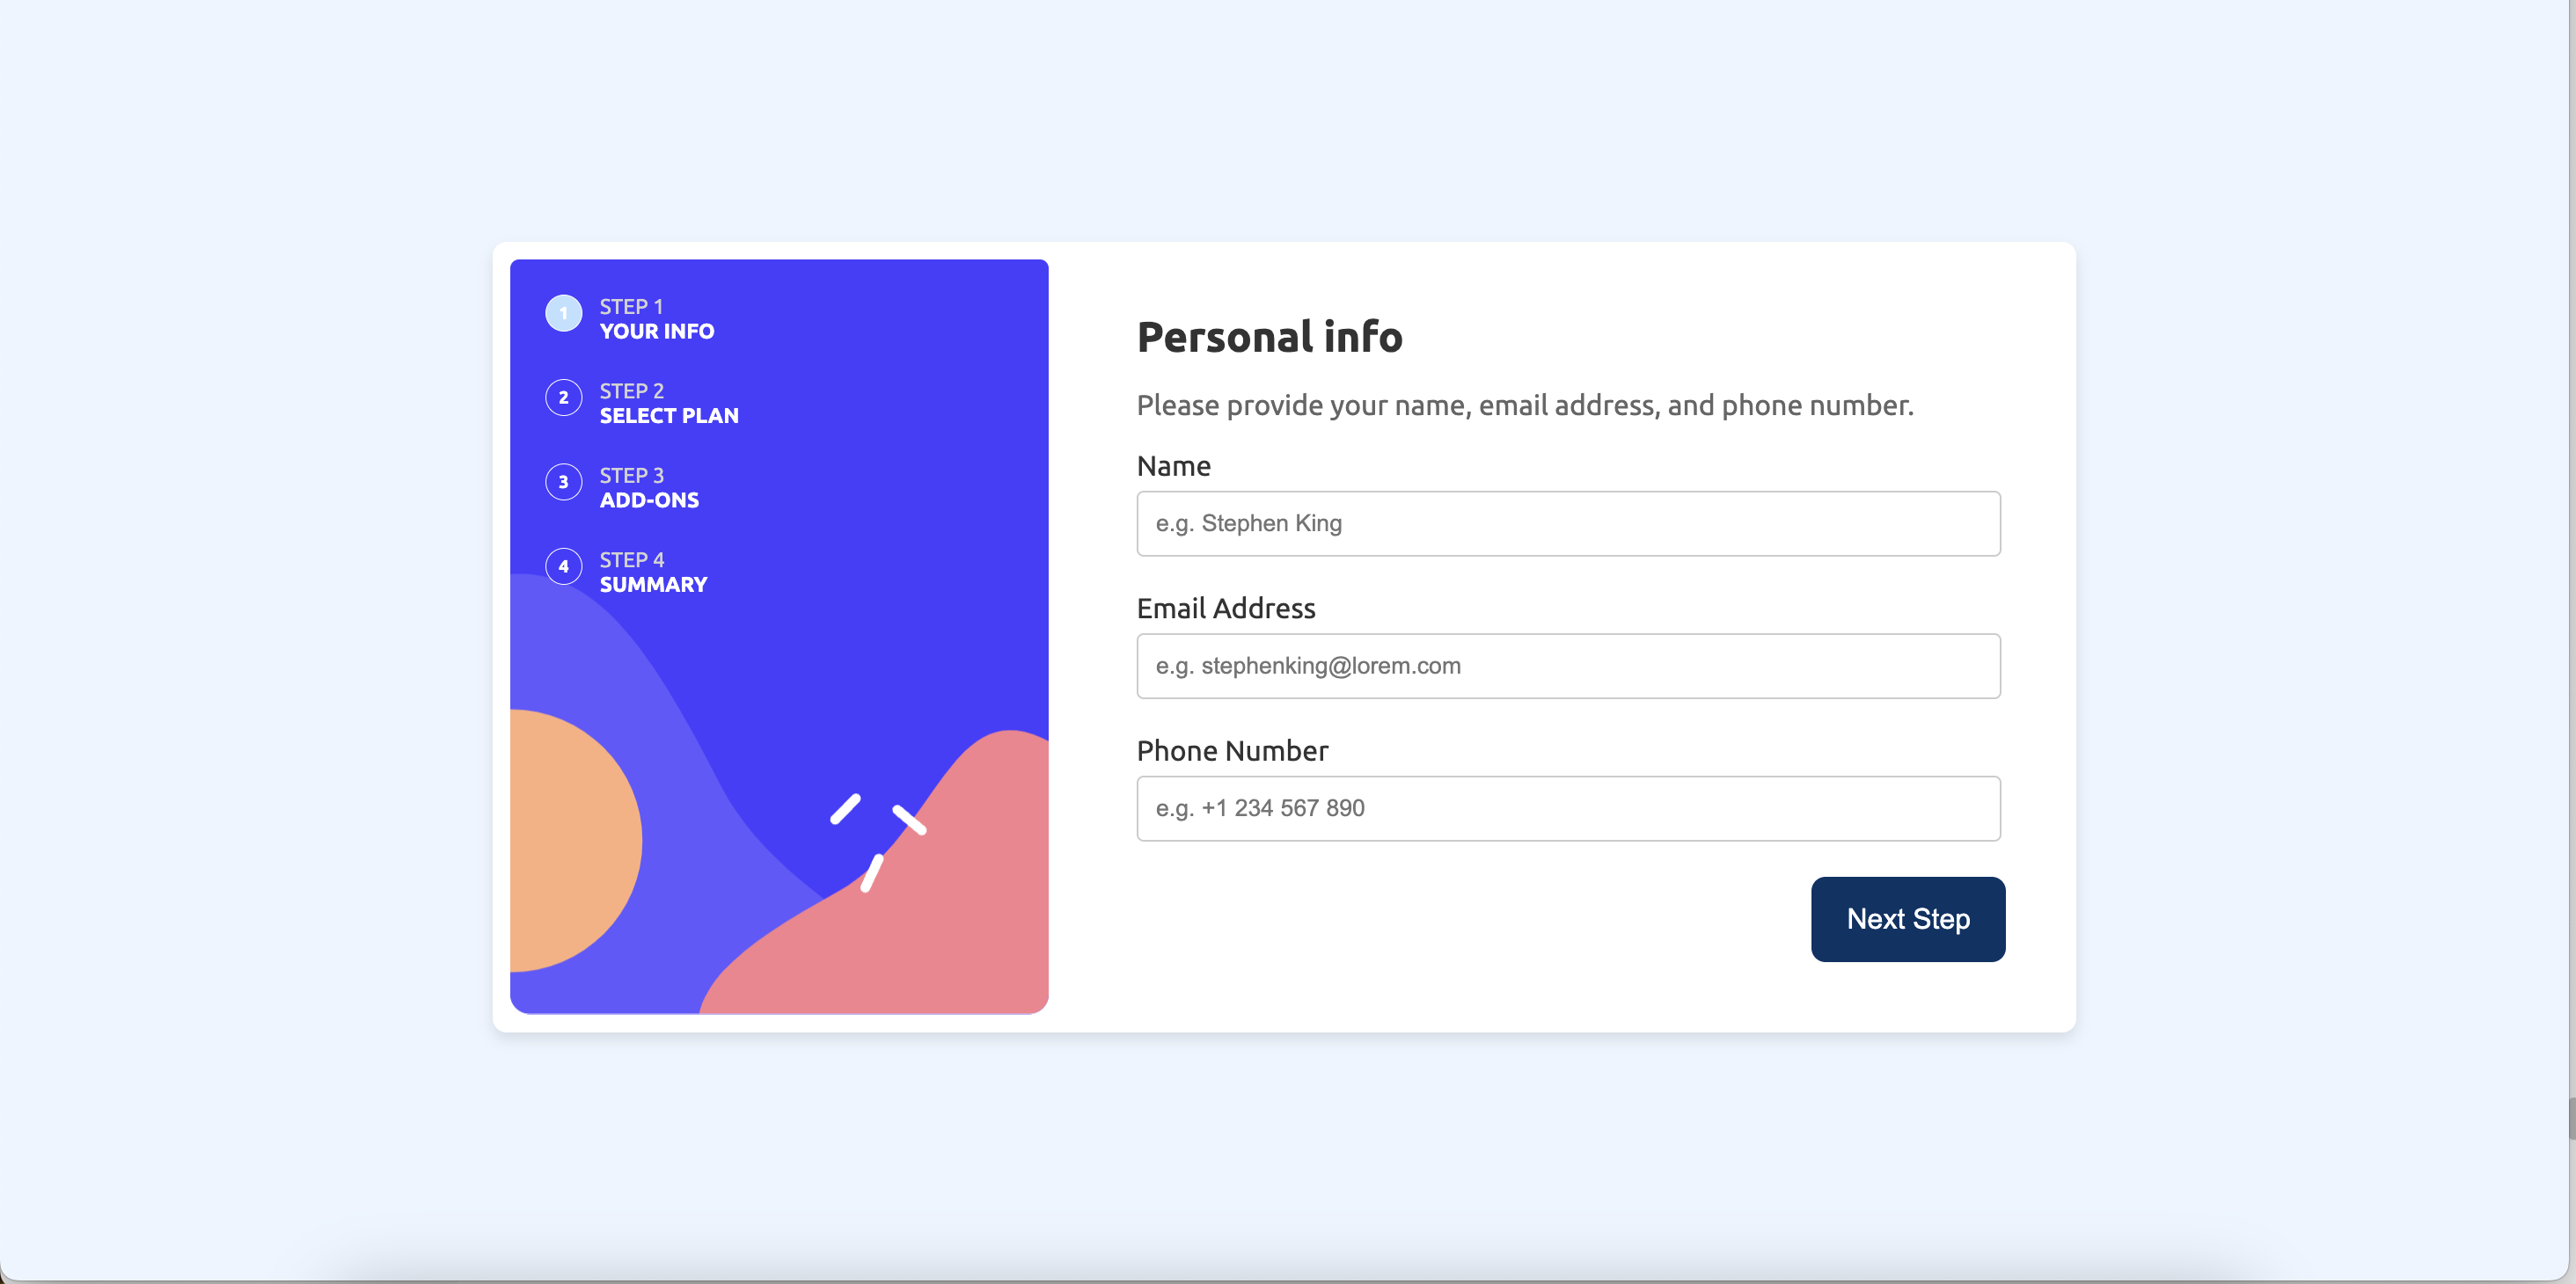 1 STEP 1
YOUR INFO
2 STEP 2
SELECT PLAN
3 STEP 3
ADD-ONS
4 STEP 4
SUMMARY
Personal info
Please provide your name, email address, and phone number.
Name
e.g. Stephen King
Email Address
e.g. stephenking@lorem.com
Phone Number
e.g. +1 234 567 890
Next Step